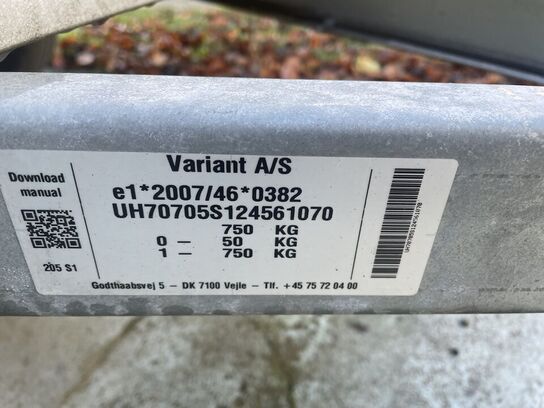 Download
manual
205 S1
Variant A/S
e1*2007/46*0382
UH70705S124561070
750 KG
0 – 50 KG
1 – 750 KG
Godthaabsvej 5 – DK 7100 Vejle – Tlf. +45 75 72 04 00
UH70705S124561070